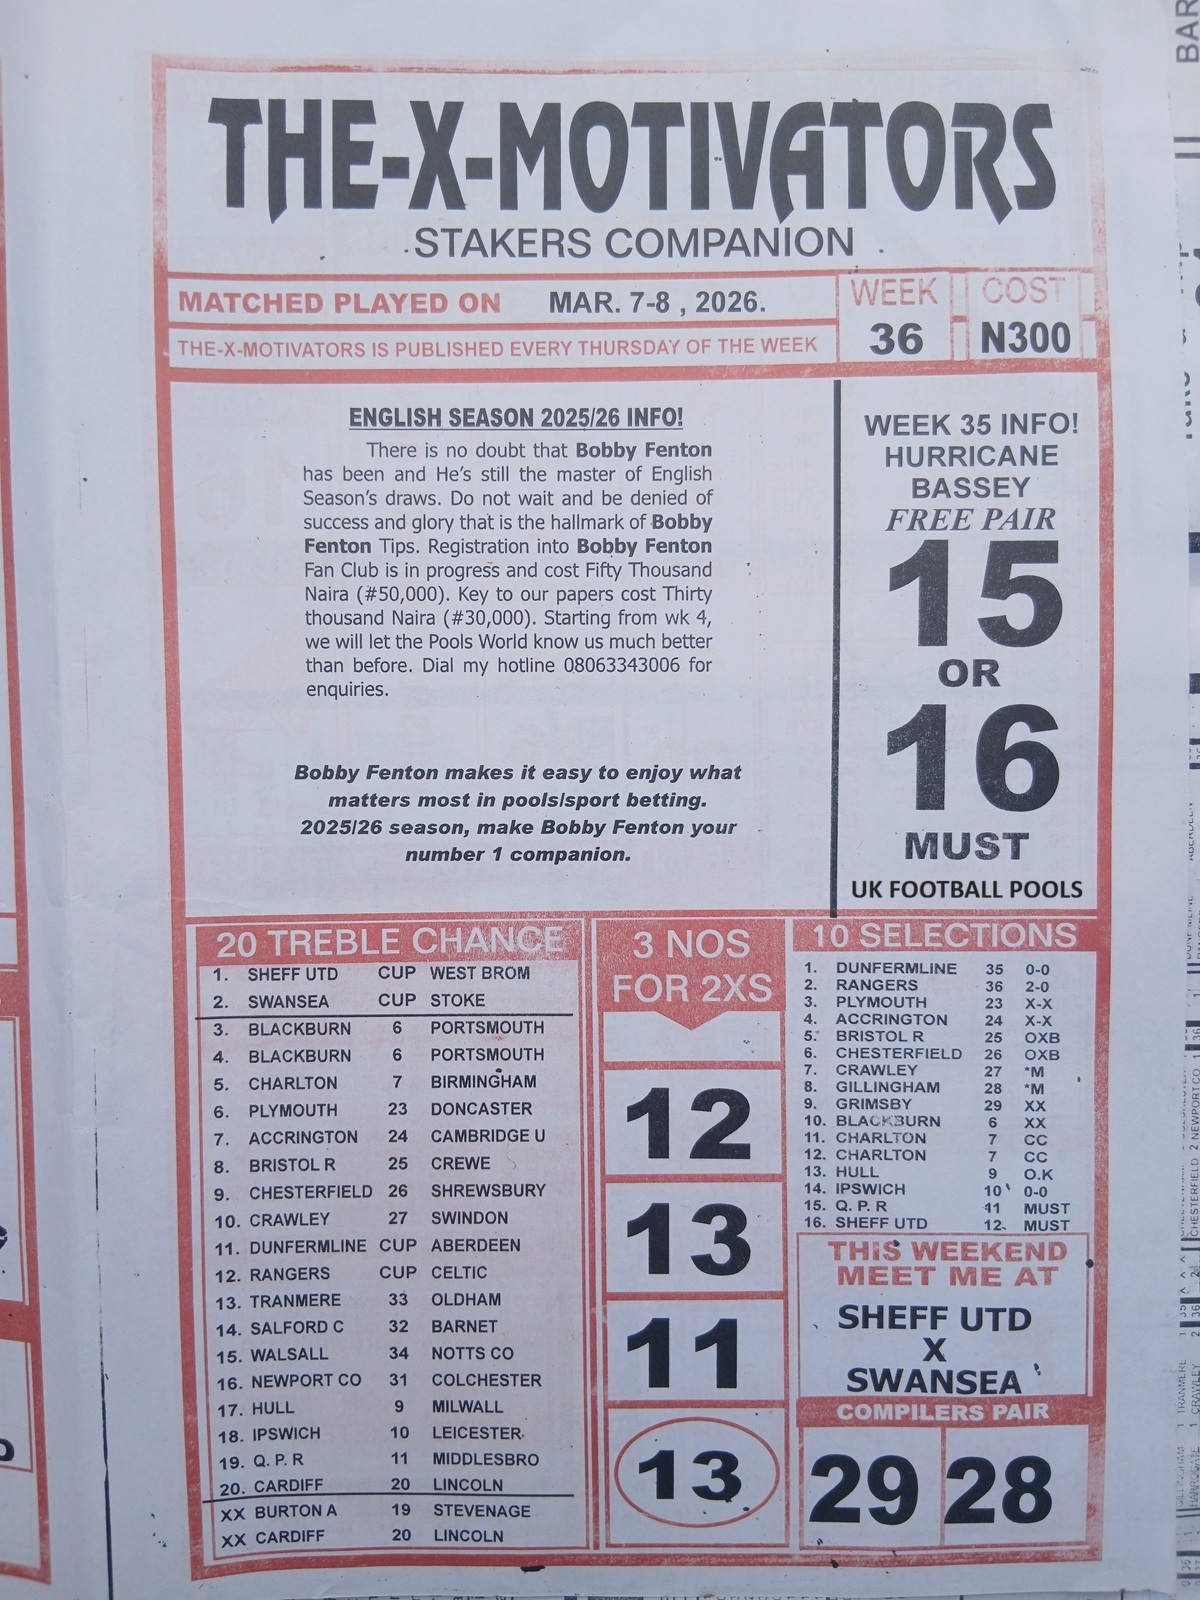 THE-X-MOTIVATORS
STAKERS COMPANION
MATCHED PLAYED ON MAR. 7-8 , 2026.
THE-X-MOTIVATORS IS PUBLISHED EVERY THURSDAY OF THE WEEK
WEEK
36
COST
N300
ENGLISH SEASON 2025/26 INFO!
There is no doubt that Bobby Fenton
has been and He's still the master of English
Season's draws. Do not wait and be denied of
success and glory that is the hallmark of Bobby
Fenton Tips. Registration into Bobby Fenton
Fan Club is in progress and cost Fifty Thousand
Naira (#50,000). Key to our papers cost Thirty
thousand Naira (#30,000). Starting from wk 4,
we will let the Pools World know us much better
than before. Dial my hotline 08063343006 for
enquiries.
Bobby Fenton makes it easy to enjoy what
matters most in pools/sport betting.
2025/26 season, make Bobby Fenton your
number 1 companion.
WEEK 35 INFO!
HURRICANE
BASSEY
FREE PAIR
15
OR
16
MUST
UK FOOTBALL POOLS
20 TREBLE CHANCE
1. SHEFF UTD CUP WEST BROM
2. SWANSEA CUP STOKE
3. BLACKBURN 6 PORTSMOUTH
4. BLACKBURN 6 PORTSMOUTH
5. CHARLTON 7 BIRMINGHAM
6. PLYMOUTH 23 DONCASTER
7. ACCRINGTON 24 CAMBRIDGE U
8. BRISTOL R 25 CREWE
9. CHESTERFIELD 26 SHREWSBURY
10. CRAWLEY 27 SWINDON
11. DUNFERMLINE CUP ABERDEEN
12. RANGERS CUP CELTIC
13. TRANMERE 33 OLDHAM
14. SALFORD C 32 BARNET
15. WALSALL 34 NOTTS CO
16. NEWPORT CO 31 COLCHESTER
17. HULL 9 MILWALL
18. IPSWICH 10 LEICESTER
19. Q. P. R 11 MIDDLESBRO
20. CARDIFF 20 LINCOLN
XX BURTON A 19 STEVENAGE
XX CARDIFF 20 LINCOLN
3 NOS
FOR 2XS
12
13
11
13
10 SELECTIONS
1. DUNFERMLINE 35 0-0
2. RANGERS 36 2-0
3. PLYMOUTH 23 X-X
4. ACCRINGTON 24 X-X
5. BRISTOL R 25 OXB
6. CHESTERFIELD 26 OXB
7. CRAWLEY 27 *M
8. GILLINGHAM 28 *M
9. GRIMSBY 29 XX
10. BLACKBURN 6 XX
11. CHARLTON 7 CC
12. CHARLTON 7 CC
13. HULL 9 O.K
14. IPSWICH 10 0-0
15. Q. P. R 11 MUST
16. SHEFF UTD 12 MUST
THIS WEEKEND
MEET ME AT
SHEFF UTD
X
SWANSEA
COMPILERS PAIR
29 28